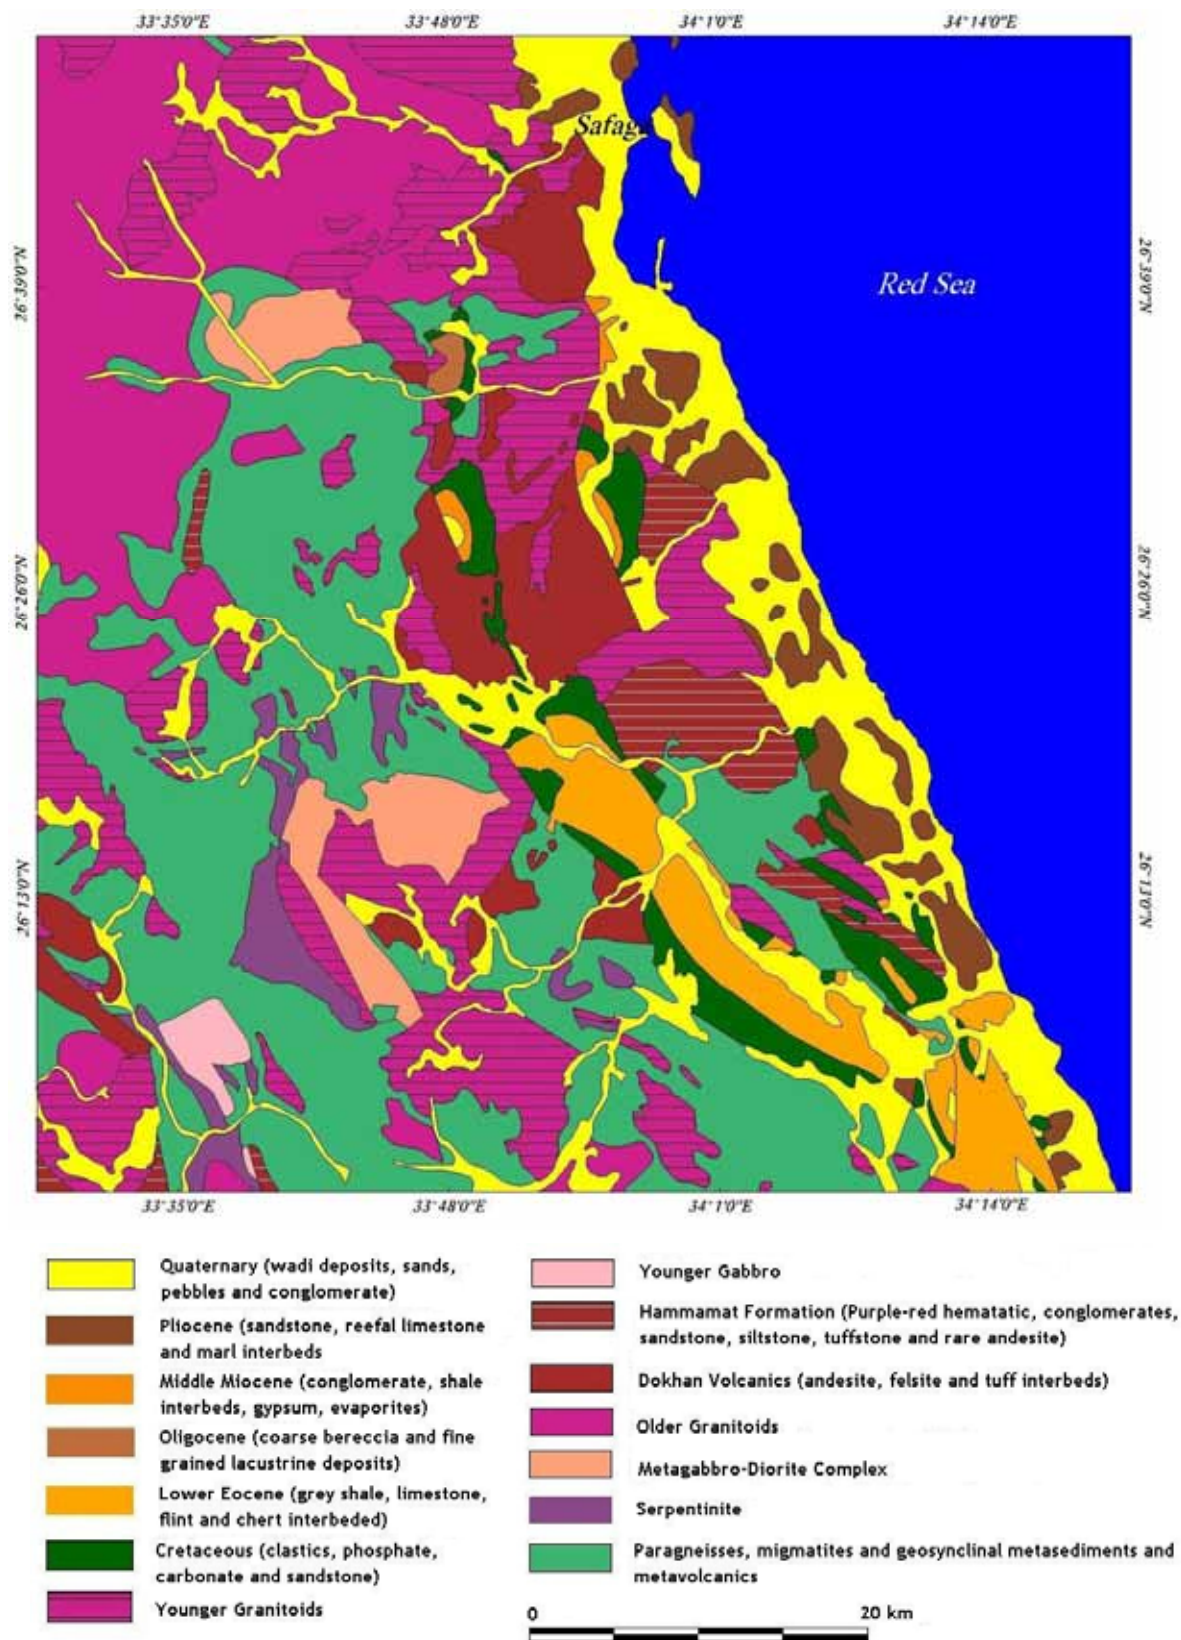 33°35'0"E 33°48'0"E 34°1'0"E 34°14'0"E
Safaga
26°39'0"N
26°39'0"N
Red Sea
26°26'0"N
26°26'0"N
26°13'0"N
26°13'0"N
33°35'0"E 33°48'0"E 34°1'0"E 34°14'0"E
Quaternary (wadi deposits, sands,
pebbles and conglomerate)
Pliocene (sandstone, reefal limestone
and marl interbeds
Middle Miocene (conglomerate, shale
interbeds, gypsum, evaporites)
Oligocene (coarse bereccia and fine
grained lacustrine deposits)
Lower Eocene (grey shale, limestone,
flint and chert interbeded)
Cretaceous (clastics, phosphate,
carbonate and sandstone)
Younger Granitoids
Younger Gabbro
Hammamat Formation (Purple-red hematatic, conglomerates,
sandstone, siltstone, tuffstone and rare andesite)
Dokhan Volcanics (andesite, felsite and tuff interbeds)
Older Granitoids
Metagabbro-Diorite Complex
Serpentinite
Paragneisses, migmatites and geosynclinal metasediments and
metavolcanics
0 20 km